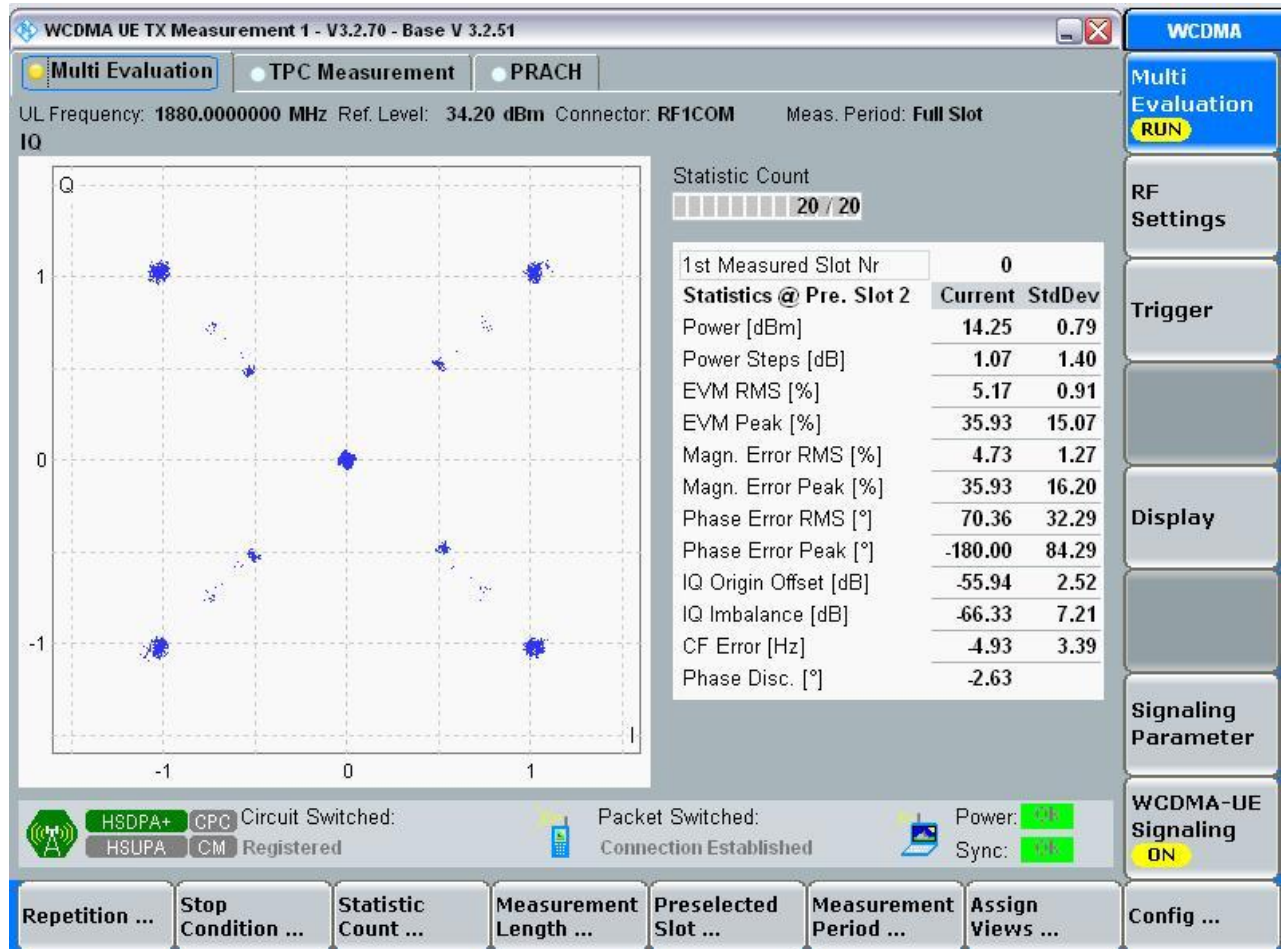 WCDMA UE TX Measurement 1 - V3.2.70 - Base V 3.2.51
WCDMA
Multi Evaluation TPC Measurement PRACH
Multi Evaluation RUN
UL Frequency: 1880.0000000 MHz Ref. Level: 34.20 dBm Connector: RF1COM Meas. Period: Full Slot
IQ
Q
1
0
-1
-1 0 1
I
Statistic Count
20 / 20
1st Measured Slot Nr 0
Statistics @ Pre. Slot 2 Current StdDev
Power [dBm] 14.25 0.79
Power Steps [dB] 1.07 1.40
EVM RMS [%] 5.17 0.91
EVM Peak [%] 35.93 15.07
Magn. Error RMS [%] 4.73 1.27
Magn. Error Peak [%] 35.93 16.20
Phase Error RMS [°] 70.36 32.29
Phase Error Peak [°] -180.00 84.29
IQ Origin Offset [dB] -55.94 2.52
IQ Imbalance [dB] -66.33 7.21
CF Error [Hz] -4.93 3.39
Phase Disc. [°] -2.63
RF Settings
Trigger
Display
Signaling Parameter
WCDMA-UE Signaling ON
HSDPA+ CPC Circuit Switched: Packet Switched: Power: Ok
HSUPA CM Registered Connection Established Sync: Ok
Repetition ... Stop Condition ... Statistic Count ... Measurement Length ... Preselected Slot ... Measurement Period ... Assign Views ... Config ...